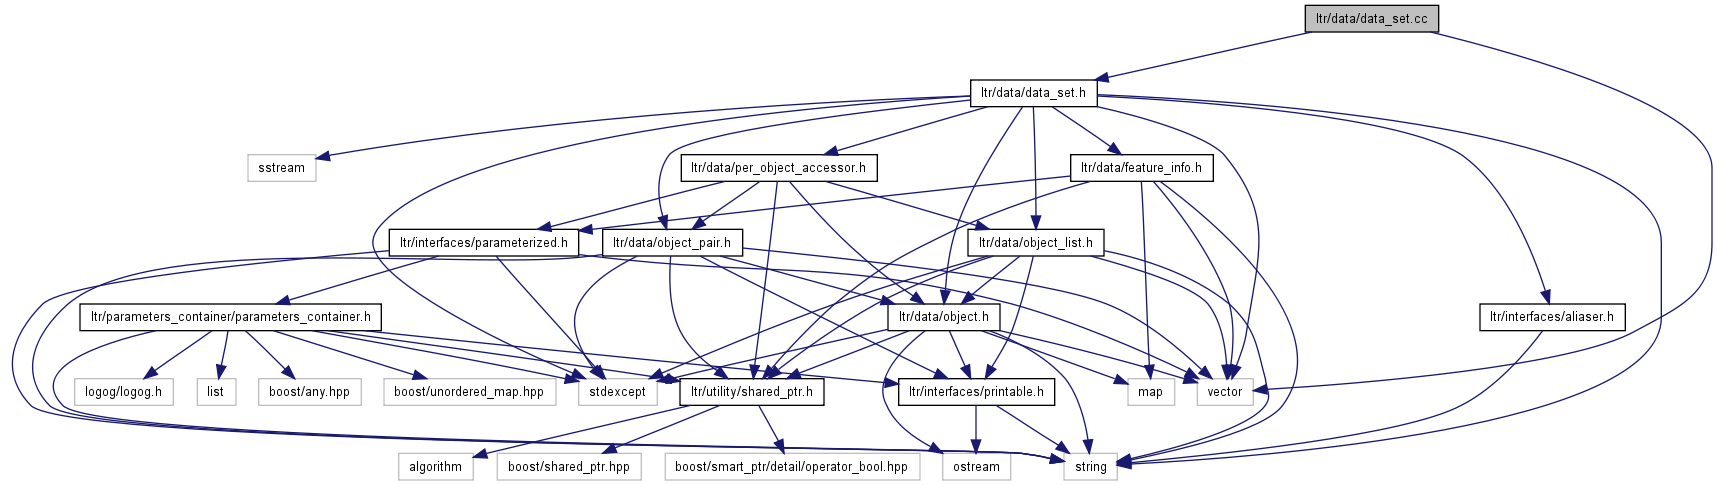 ltr/data/data_set.cc
ltr/data/data_set.h
sstream
ltr/data/per_object_accessor.h
ltr/data/feature_info.h
ltr/interfaces/parameterized.h
ltr/data/object_pair.h
ltr/data/object_list.h
ltr/parameters_container/parameters_container.h
ltr/data/object.h
ltr/interfaces/aliaser.h
logog/logog.h
list
boost/any.hpp
boost/unordered_map.hpp
stdexcept
ltr/utility/shared_ptr.h
ltr/interfaces/printable.h
map
vector
algorithm
boost/shared_ptr.hpp
boost/smart_ptr/detail/operator_bool.hpp
ostream
string